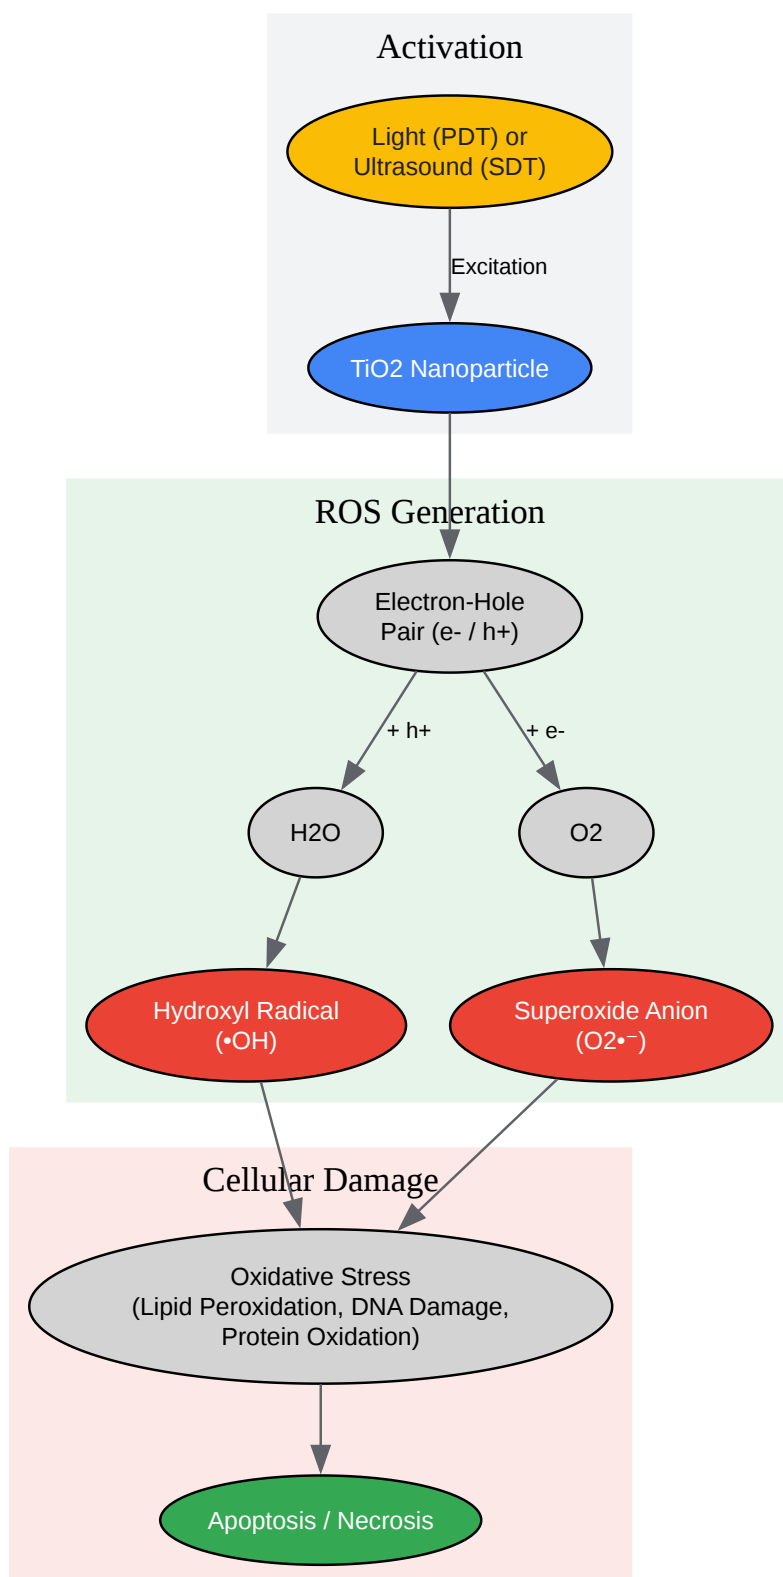 Activation
Light (PDT) or
Ultrasound (SDT)
Excitation
TiO2 Nanoparticle
ROS Generation
Electron-Hole
Pair (e- / h+)
+ h+
+ e-
H2O
O2
Hydroxyl Radical
(•OH)
Superoxide Anion
(O2•⁻)
Cellular Damage
Oxidative Stress
(Lipid Peroxidation, DNA Damage,
Protein Oxidation)
Apoptosis / Necrosis